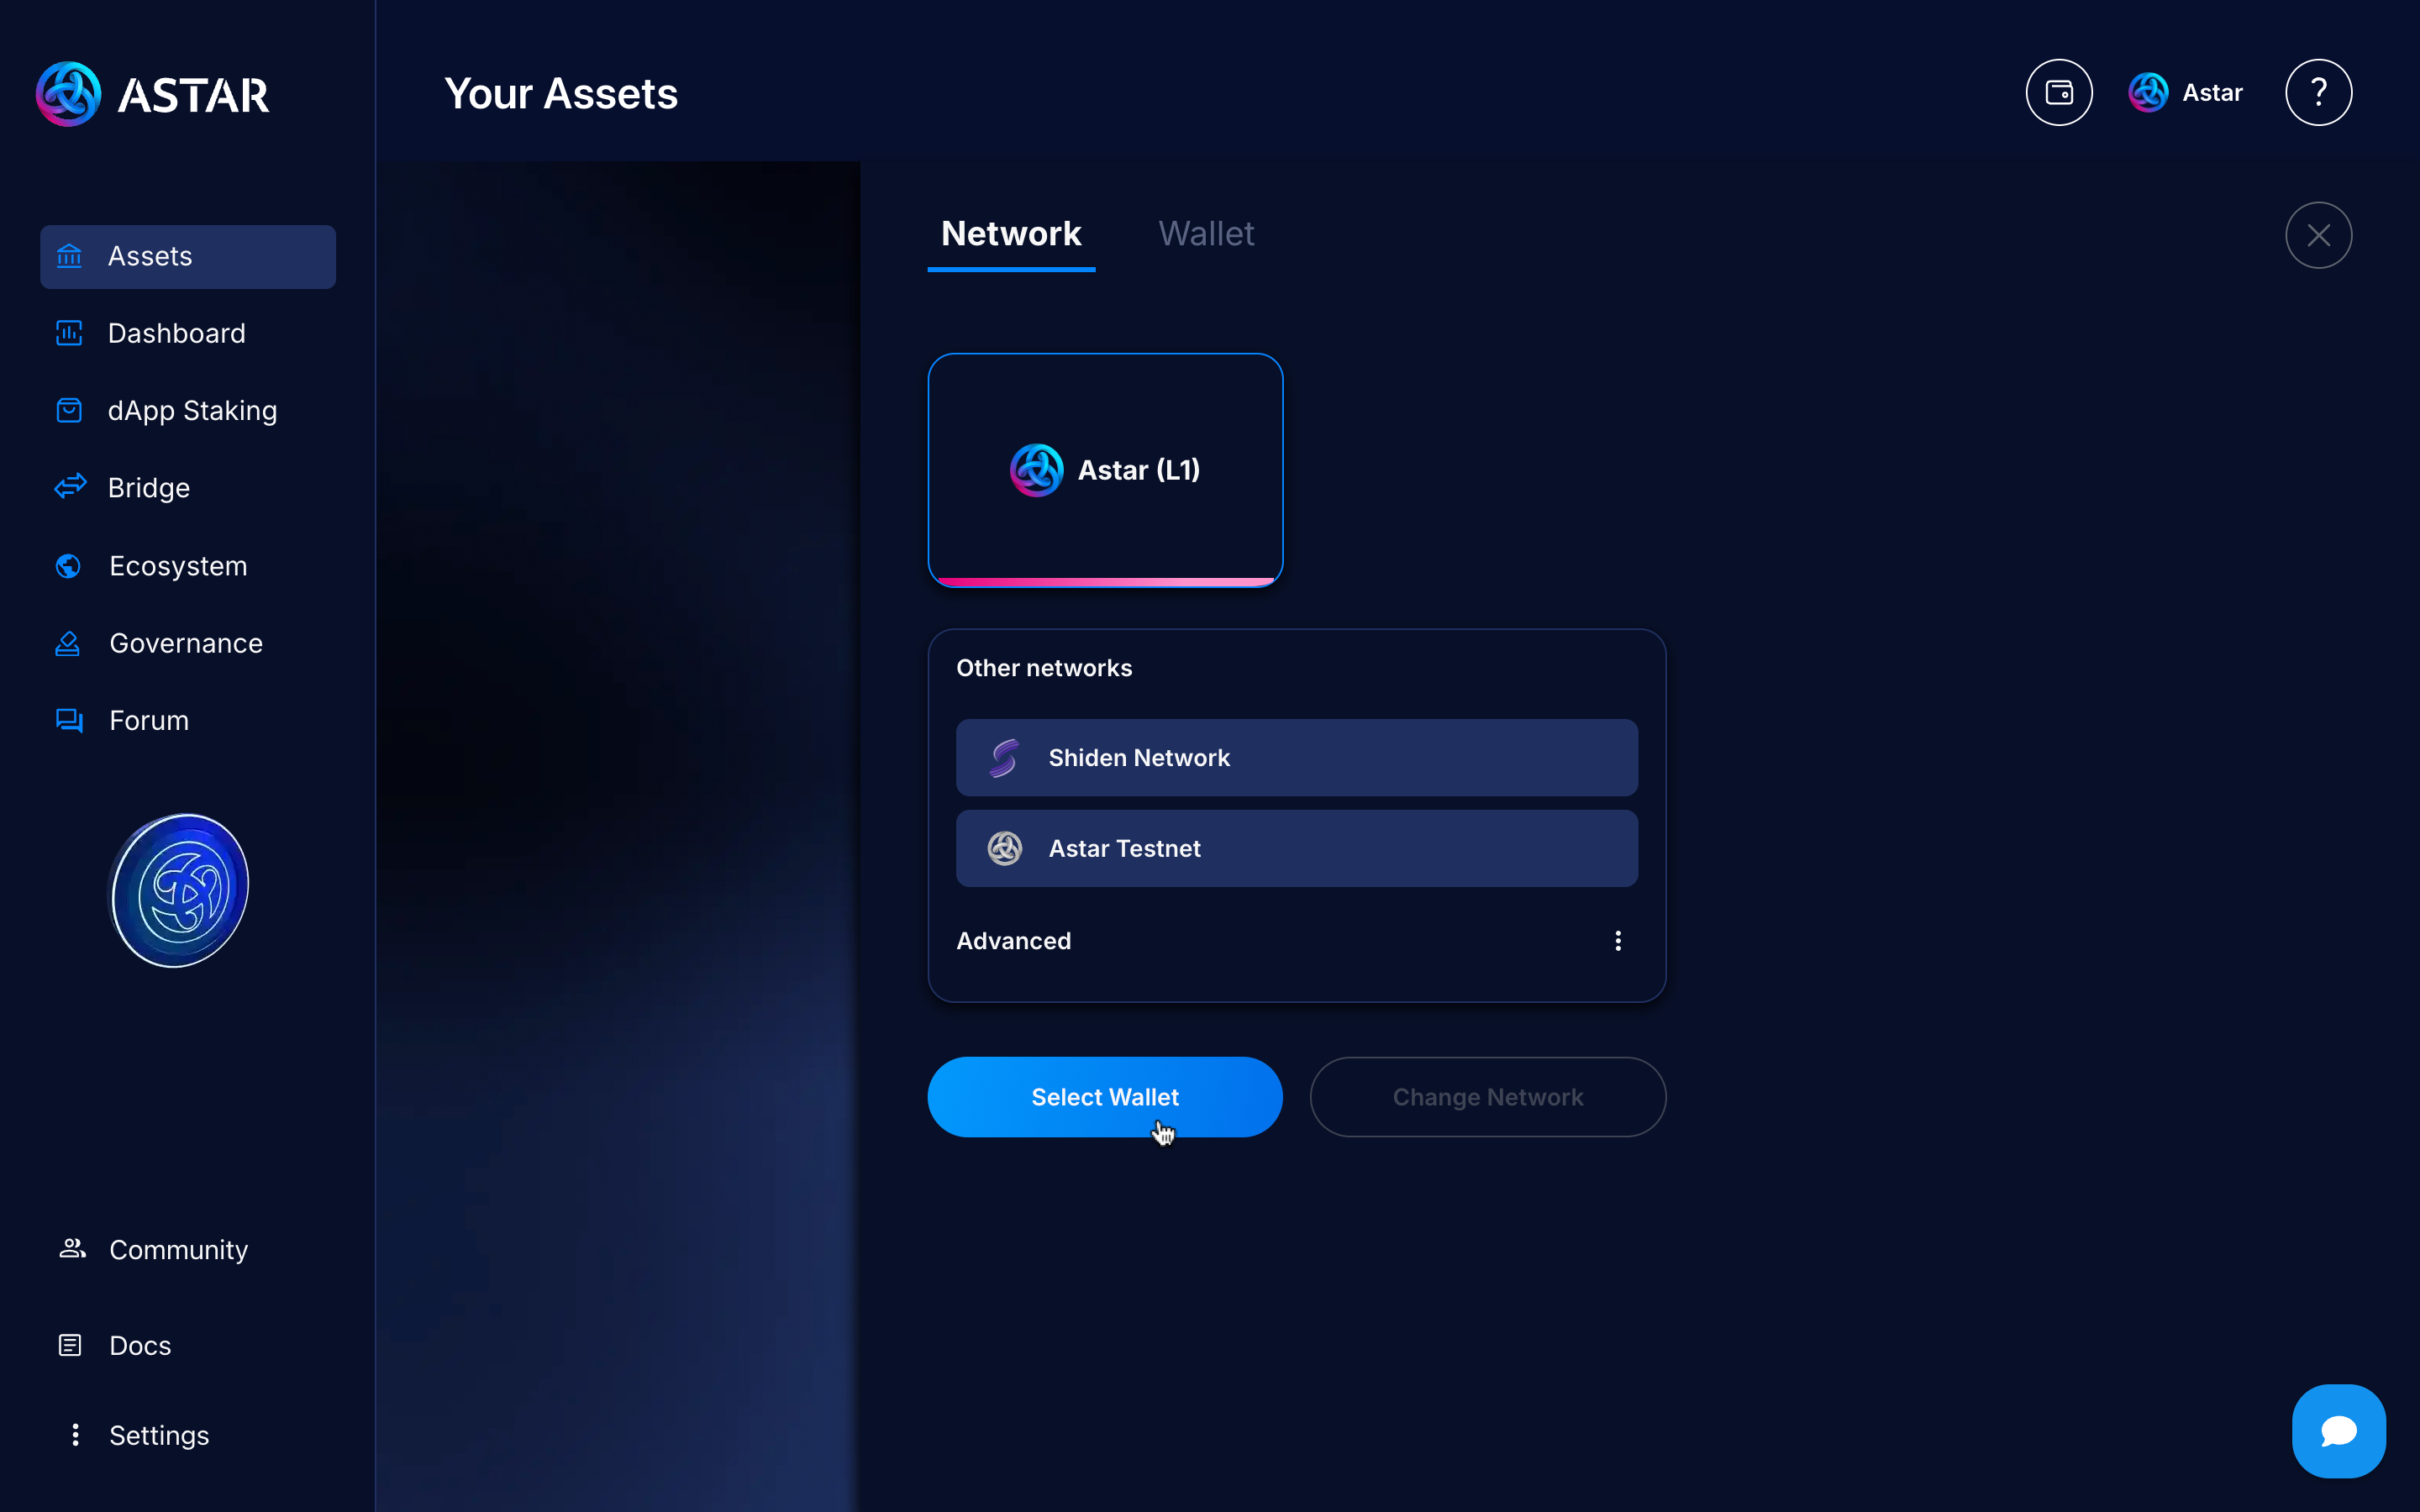 ASTAR
Your Assets
Astar
?
Assets
Dashboard
dApp Staking
Bridge
Ecosystem
Governance
Forum
Community
Docs
Settings
Network
Wallet
Astar (L1)
Other networks
Shiden Network
Astar Testnet
Advanced
Select Wallet
Change Network